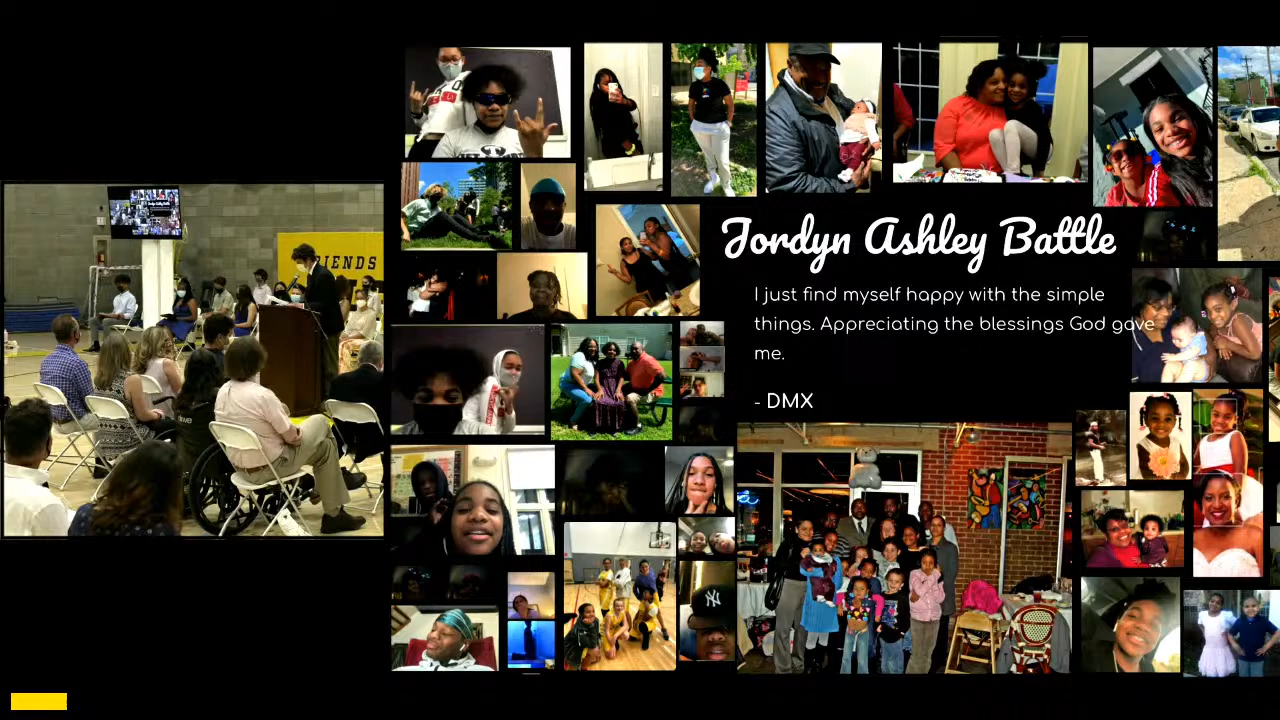 Jordyn Ashley Battle
I just find myself happy with the simple
things. Appreciating the blessings God gave
me.
- DMX
RIENDS
NY